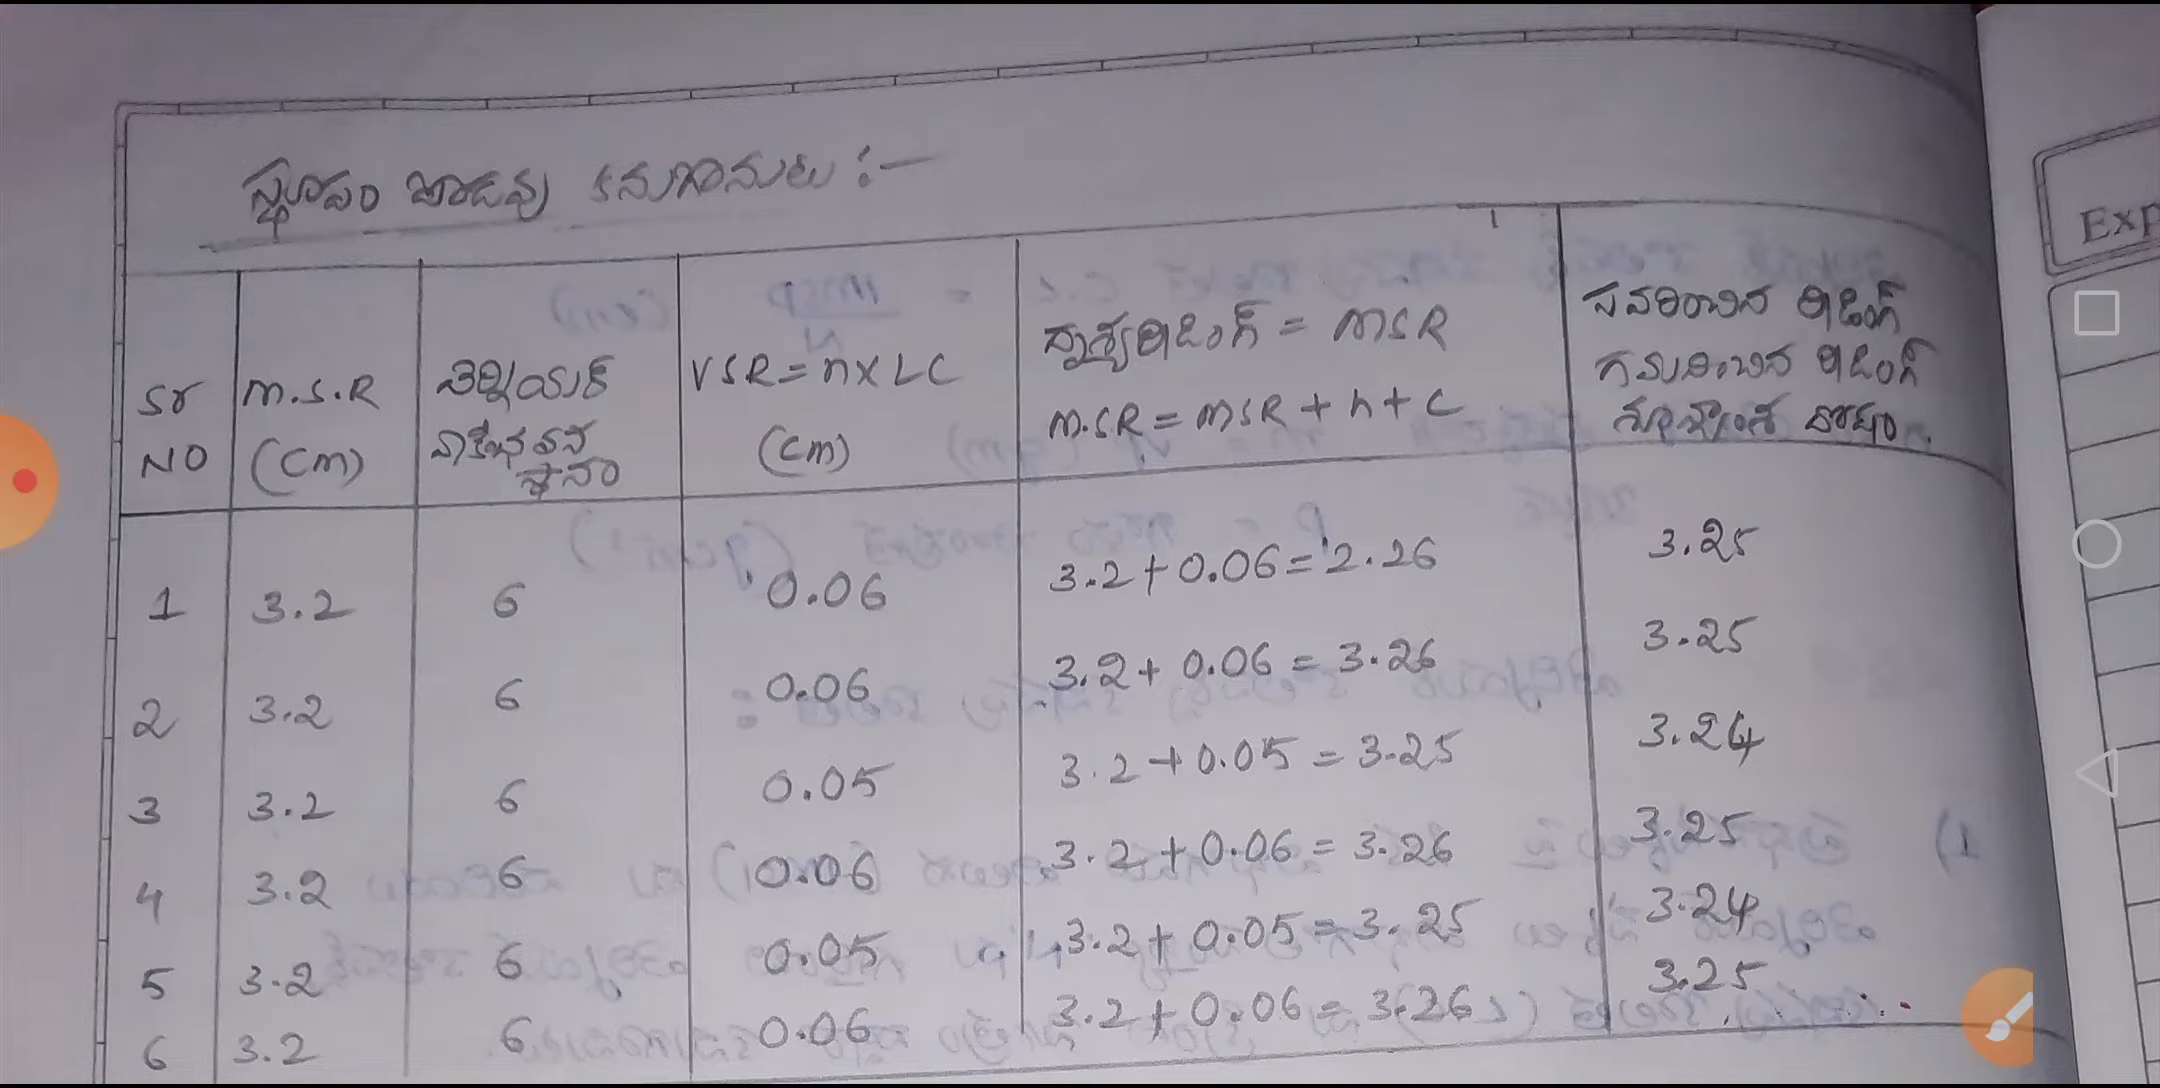 స్థూపం పొడవు కనుగొనుట :-
Sr NO
M.S.R (cm)
వెర్నియర్
VSR = n x LC (cm)
= MSR
M.SR = MSR + n + C
రీడింగ్
రీడింగ్
1 3.2 6 0.06 3.2 + 0.06 = 2.26 3.25
2 3.2 6 0.06 3.2 + 0.06 = 3.26 3.25
3 3.2 6 0.05 3.2 + 0.05 = 3.25 3.24
4 3.2 6 0.06 3.2 + 0.06 = 3.26 3.25
5 3.2 6 0.05 3.2 + 0.05 = 3.25 3.24
6 3.2 6 0.06 3.2 + 0.06 = 3.26 3.25
Exp